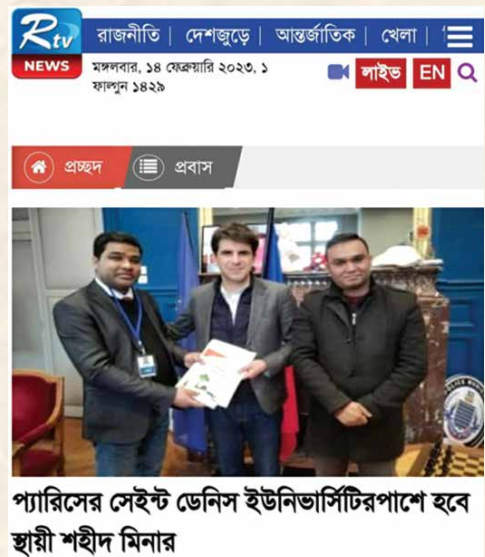 Rtv
NEWS
রাজনীতি | দেশজুড়ে | আন্তর্জাতিক | খেলা |
মঙ্গলবার, ১৪ ফেব্রুয়ারি ২০২৩, ১
ফাল্গুন ১৪২৯
লাইভ EN
প্রচ্ছদ প্রবাস
প্যারিসের সেইন্ট ডেনিস ইউনিভার্সিটিরপাশে হবে
স্থায়ী শহীদ মিনার